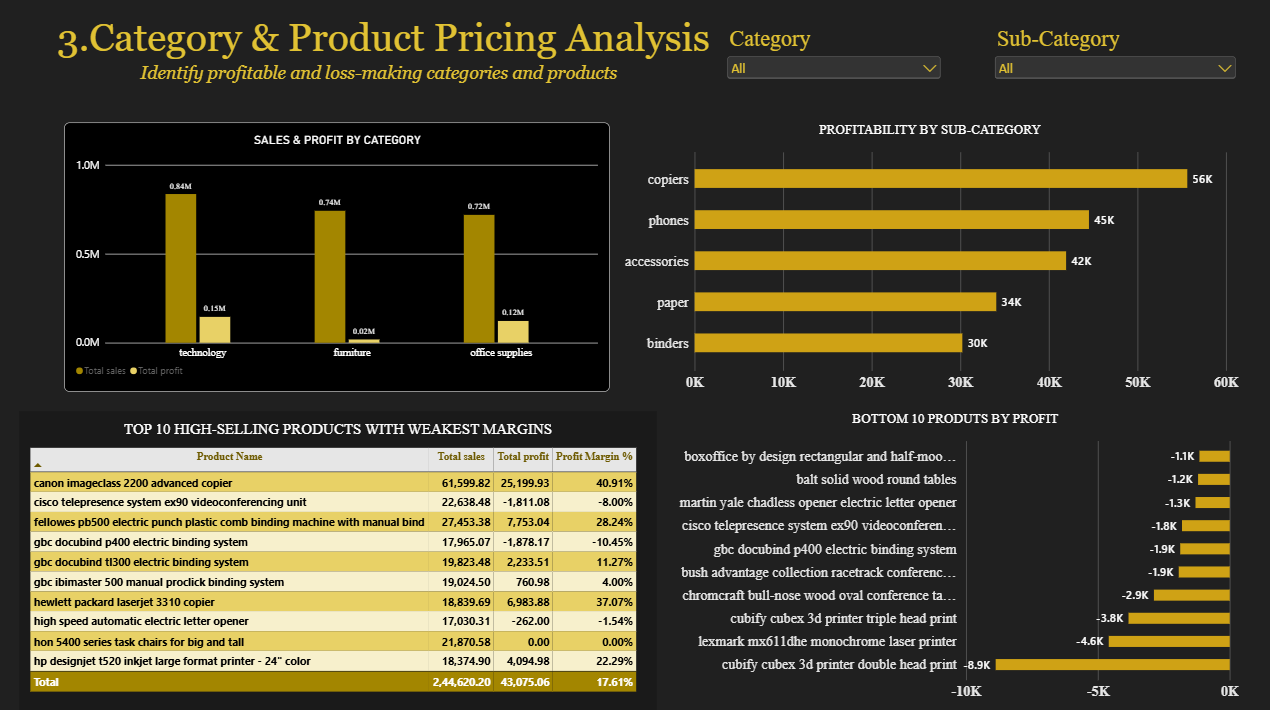 3.Category & Product Pricing Analysis
Identify profitable and loss-making categories and products
Category
All
Sub-Category
All
SALES & PROFIT BY CATEGORY
1.0M
0.5M
0.0M
0.84M
0.15M
0.74M
0.02M
0.72M
0.12M
technology
furniture
office supplies
Total sales
Total profit
PROFITABILITY BY SUB-CATEGORY
copiers 56K
phones 45K
accessories 42K
paper 34K
binders 30K
0K 10K 20K 30K 40K 50K 60K
TOP 10 HIGH-SELLING PRODUCTS WITH WEAKEST MARGINS
Product Name Total sales Total profit Profit Margin %
canon imageclass 2200 advanced copier 61,599.82 25,199.93 40.91%
cisco telepresence system ex90 videoconferencing unit 22,638.48 -1,811.08 -8.00%
fellowes pb500 electric punch plastic comb binding machine with manual bind 27,453.38 7,753.04 28.24%
gbc docubind p400 electric binding system 17,965.07 -1,878.17 -10.45%
gbc docubind tl300 electric binding system 19,823.48 2,233.51 11.27%
gbc ibimaster 500 manual proclick binding system 19,024.50 760.98 4.00%
hewlett packard laserjet 3310 copier 18,839.69 6,983.88 37.07%
high speed automatic electric letter opener 17,030.31 -262.00 -1.54%
hon 5400 series task chairs for big and tall 21,870.58 0.00 0.00%
hp designjet t520 inkjet large format printer - 24" color 18,374.90 4,094.98 22.29%
Total 2,44,620.20 43,075.06 17.61%
BOTTOM 10 PRODUTS BY PROFIT
boxoffice by design rectangular and half-moo… -1.1K
balt solid wood round tables -1.2K
martin yale chadless opener electric letter opener -1.3K
cisco telepresence system ex90 videoconferen… -1.8K
gbc docubind p400 electric binding system -1.9K
bush advantage collection racetrack conferenc… -1.9K
chromcraft bull-nose wood oval conference ta… -2.9K
cubify cubex 3d printer triple head print -3.8K
lexmark mx611dhe monochrome laser printer -4.6K
cubify cubex 3d printer double head print -8.9K
-10K -5K 0K